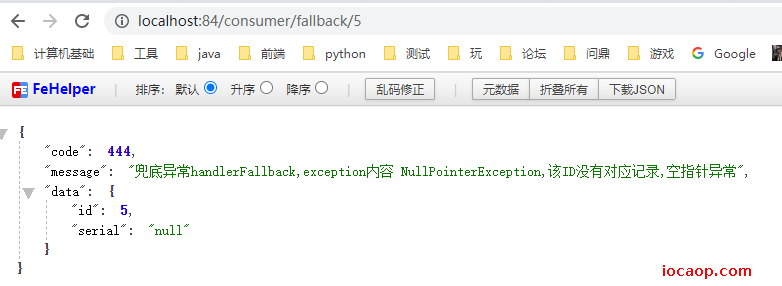 localhost:84/consumer/fallback/5
计算机基础 工具 java 前端 python 测试 玩 论坛 问鼎 游戏 Google
FE FeHelper | 排序: 默认 升序 降序 | 乱码修正 | 元数据 折叠所有 下载JSON
{
"code": 444,
"message": "兜底异常handlerFallback,exception内容 NullPointerException,该ID没有对应记录,空指针异常",
"data": {
"id": 5,
"serial": "null"
}
}
iocaop.com